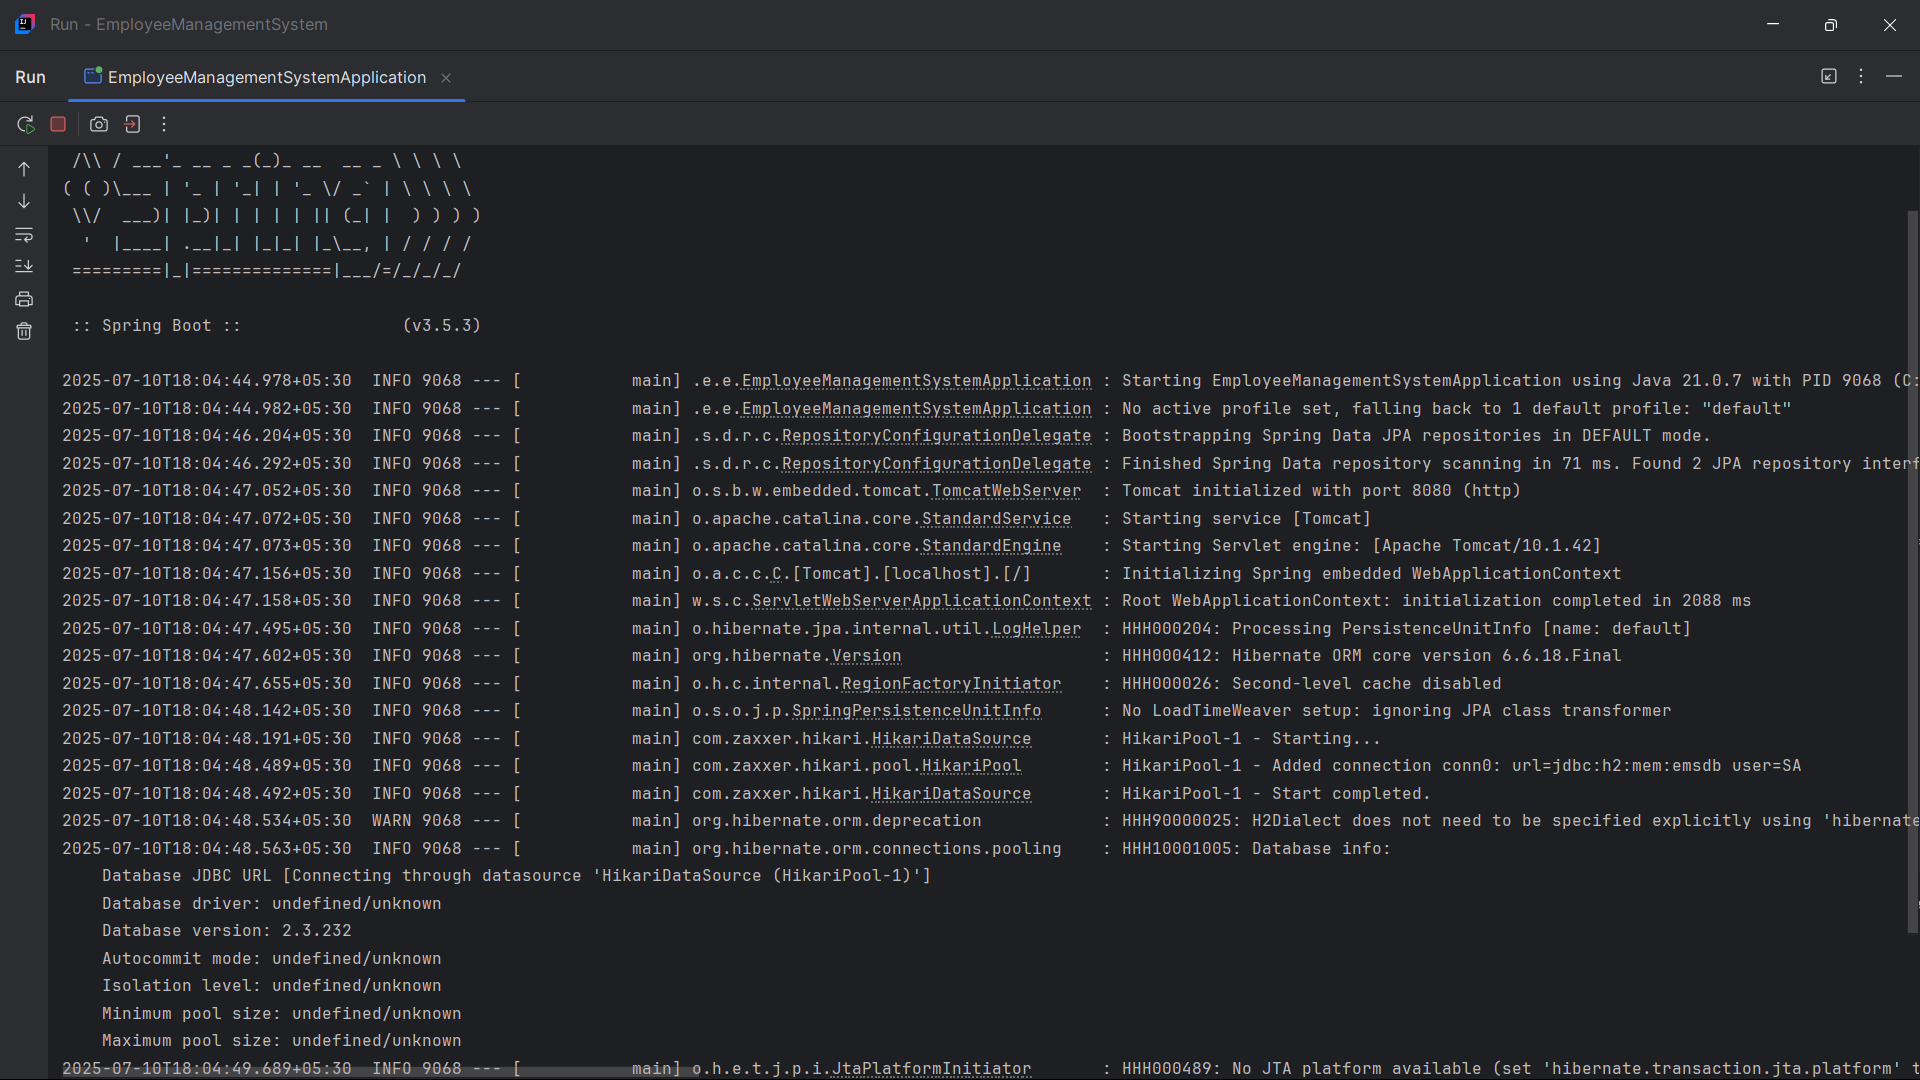 Run - EmployeeManagementSystem
Run EmployeeManagementSystemApplication
 /\\ / ___'_ __ _ _(_)_ __  __ _ \ \ \ \
( ( )\___ | '_ | '_| | '_ \/ _` | \ \ \ \
 \\/  ___)| |_)| | | | | || (_| |  ) ) ) )
  '  |____| .__|_| |_|_| |_\__, | / / / /
 =========|_|==============|___/=/_/_/_/
 :: Spring Boot ::                (v3.5.3)
2025-07-10T18:04:44.978+05:30  INFO 9068 --- [           main] .e.e.EmployeeManagementSystemApplication : Starting EmployeeManagementSystemApplication using Java 21.0.7 with PID 9068 (C:
2025-07-10T18:04:44.982+05:30  INFO 9068 --- [           main] .e.e.EmployeeManagementSystemApplication : No active profile set, falling back to 1 default profile: "default"
2025-07-10T18:04:46.204+05:30  INFO 9068 --- [           main] .s.d.r.c.RepositoryConfigurationDelegate : Bootstrapping Spring Data JPA repositories in DEFAULT mode.
2025-07-10T18:04:46.292+05:30  INFO 9068 --- [           main] .s.d.r.c.RepositoryConfigurationDelegate : Finished Spring Data repository scanning in 71 ms. Found 2 JPA repository interf
2025-07-10T18:04:47.052+05:30  INFO 9068 --- [           main] o.s.b.w.embedded.tomcat.TomcatWebServer  : Tomcat initialized with port 8080 (http)
2025-07-10T18:04:47.072+05:30  INFO 9068 --- [           main] o.apache.catalina.core.StandardService   : Starting service [Tomcat]
2025-07-10T18:04:47.073+05:30  INFO 9068 --- [           main] o.apache.catalina.core.StandardEngine    : Starting Servlet engine: [Apache Tomcat/10.1.42]
2025-07-10T18:04:47.156+05:30  INFO 9068 --- [           main] o.a.c.c.C.[Tomcat].[localhost].[/]       : Initializing Spring embedded WebApplicationContext
2025-07-10T18:04:47.158+05:30  INFO 9068 --- [           main] w.s.c.ServletWebServerApplicationContext : Root WebApplicationContext: initialization completed in 2088 ms
2025-07-10T18:04:47.495+05:30  INFO 9068 --- [           main] o.hibernate.jpa.internal.util.LogHelper  : HHH000204: Processing PersistenceUnitInfo [name: default]
2025-07-10T18:04:47.602+05:30  INFO 9068 --- [           main] org.hibernate.Version                    : HHH000412: Hibernate ORM core version 6.6.18.Final
2025-07-10T18:04:47.655+05:30  INFO 9068 --- [           main] o.h.c.internal.RegionFactoryInitiator    : HHH000026: Second-level cache disabled
2025-07-10T18:04:48.142+05:30  INFO 9068 --- [           main] o.s.o.j.p.SpringPersistenceUnitInfo      : No LoadTimeWeaver setup: ignoring JPA class transformer
2025-07-10T18:04:48.191+05:30  INFO 9068 --- [           main] com.zaxxer.hikari.HikariDataSource       : HikariPool-1 - Starting...
2025-07-10T18:04:48.489+05:30  INFO 9068 --- [           main] com.zaxxer.hikari.pool.HikariPool        : HikariPool-1 - Added connection conn0: url=jdbc:h2:mem:emsdb user=SA
2025-07-10T18:04:48.492+05:30  INFO 9068 --- [           main] com.zaxxer.hikari.HikariDataSource       : HikariPool-1 - Start completed.
2025-07-10T18:04:48.534+05:30  WARN 9068 --- [           main] org.hibernate.orm.deprecation            : HHH90000025: H2Dialect does not need to be specified explicitly using 'hibernate
2025-07-10T18:04:48.563+05:30  INFO 9068 --- [           main] org.hibernate.orm.connections.pooling    : HHH10001005: Database info:
    Database JDBC URL [Connecting through datasource 'HikariDataSource (HikariPool-1)']
    Database driver: undefined/unknown
    Database version: 2.3.232
    Autocommit mode: undefined/unknown
    Isolation level: undefined/unknown
    Minimum pool size: undefined/unknown
    Maximum pool size: undefined/unknown
2025-07-10T18:04:49.689+05:30  INFO 9068 --- [           main] o.h.e.t.j.p.i.JtaPlatformInitiator       : HHH000489: No JTA platform available (set 'hibernate.transaction.jta.platform' t